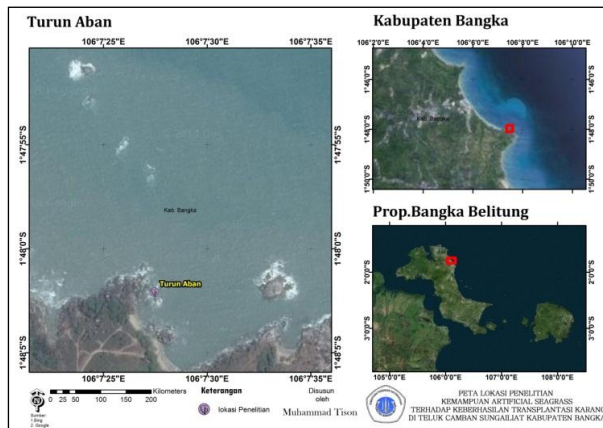 Turun Aban
106°7'25"E 106°7'30"E 106°7'35"E
1°47'55"S
1°48'0"S
1°48'5"S
Kab. Bangka
Turun Aban
106°7'25"E 106°7'30"E 106°7'35"E
Kabupaten Bangka
106°2'0"E 106°4'0"E 106°6'0"E 106°8'0"E 106°10'0"E
1°46'0"S
1°48'0"S
1°50'0"S
Kab. Bangka
Prop.Bangka Belitung
2°0'0"S
3°0'0"S
105°0'0"E 106°0'0"E 107°0'0"E 108°0'0"E
Kilometers
0 25 50 100 150 200
Sumber:
1.Bing
2. Google
Keterangan
lokasi Penelitian
Disusun
oleh
Muhammad Tison
PETA LOKASI PENELITIAN
KEMAMPUAN ARTIFICIAL SEAGRASS
TERHADAP KEBERHASILAN TRANSPLANTASI KARANG
DI TELUK CAMBAN SUNGAILIAT KABUPATEN BANGKA